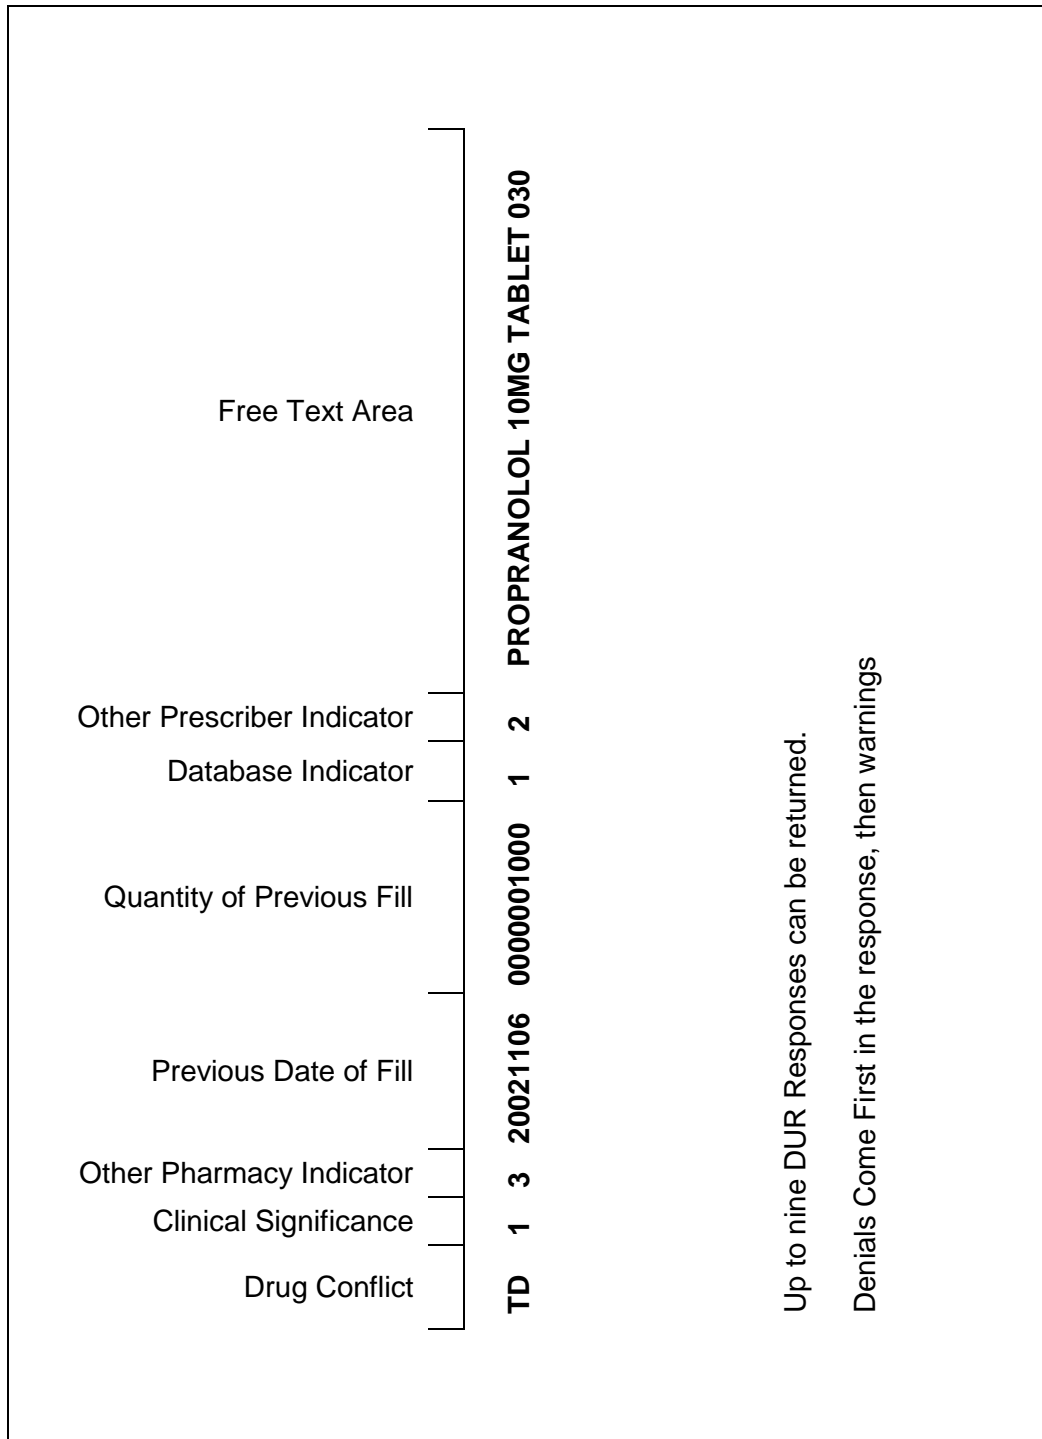 Free Text Area
Other Prescriber Indicator
Database Indicator
Quantity of Previous Fill
Previous Date of Fill
Other Pharmacy Indicator
Clinical Significance
Drug Conflict
TD 1 3 20021106 0000001000 1 2 PROPRANOLOL 10MG TABLET 030
Up to nine DUR Responses can be returned.
Denials Come First in the response, then warnings